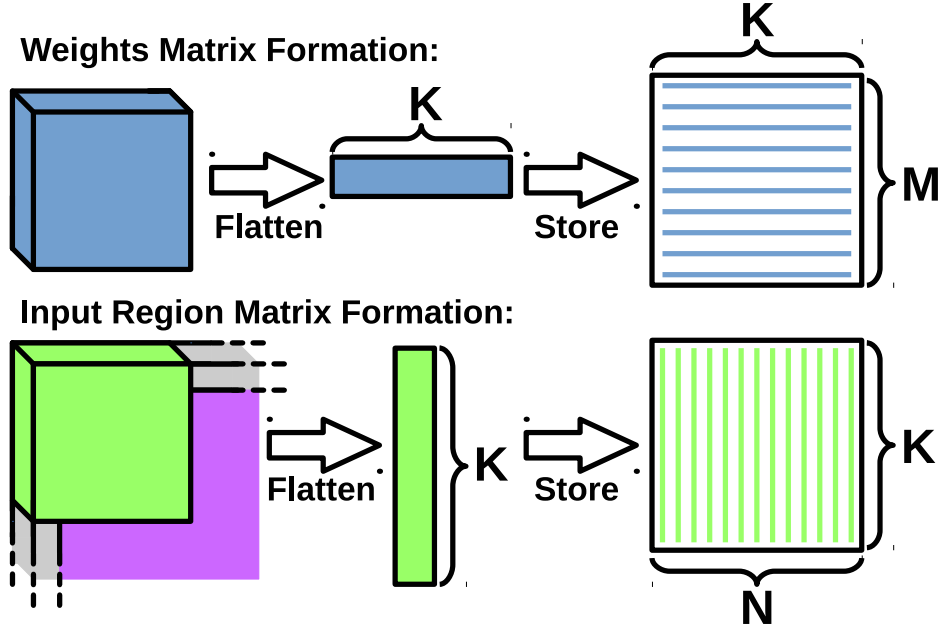 Weights Matrix Formation:
K
K
M
Flatten
Store
Input Region Matrix Formation:
K
K
Flatten
Store
N